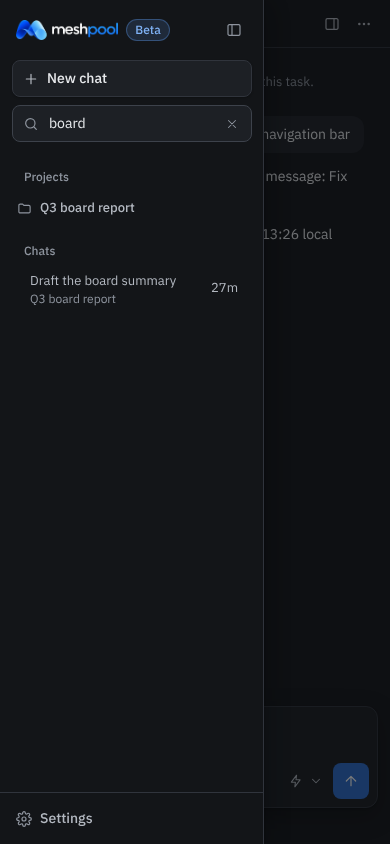 meshpool Beta
New chat
board
Projects
Q3 board report
Chats
Draft the board summary
27m
Q3 board report
Settings
this task.
navigation bar
message: Fix
13:26 local